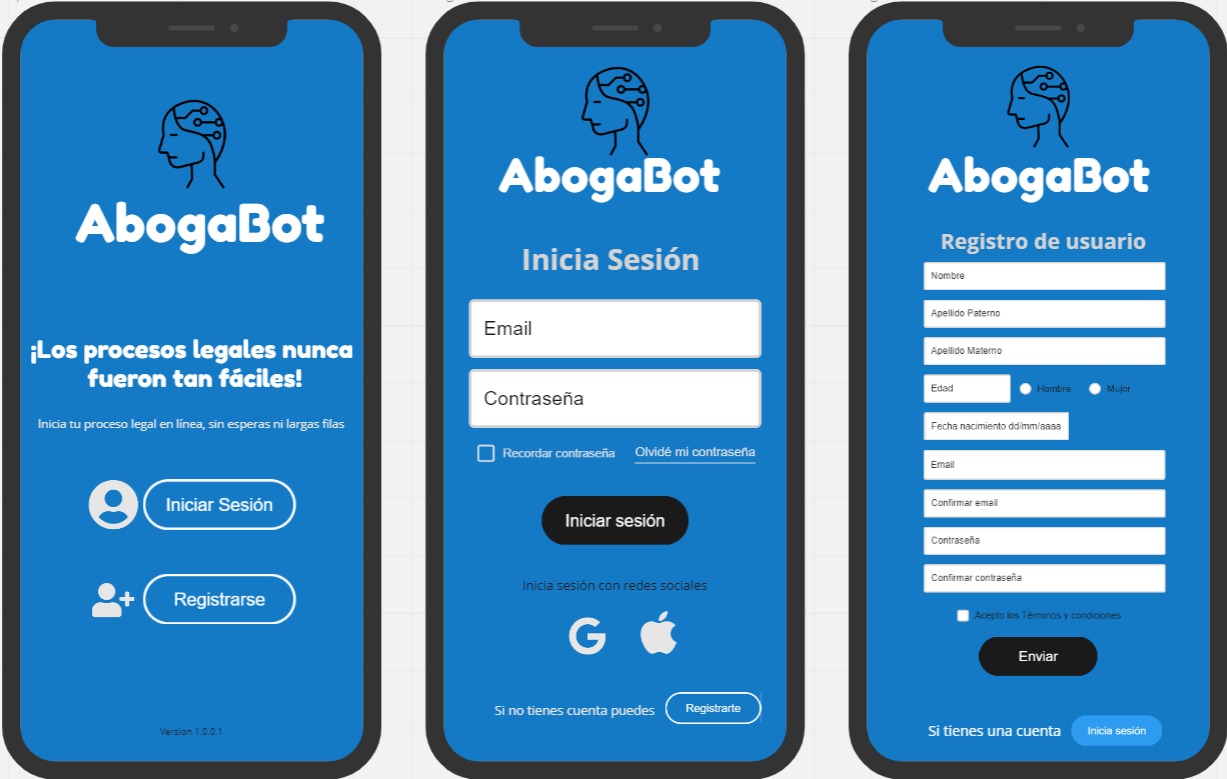 AbogaBot
¡Los procesos legales nunca
fueron tan fáciles!
Inicia tu proceso legal en línea, sin esperas ni largas filas
Iniciar Sesión
Registrarse
Version 1.0.0.1
AbogaBot
Inicia Sesión
Email
Contraseña
Recordar contraseña Olvidé mi contraseña
Iniciar sesión
Inicia sesión con redes sociales
Si no tienes cuenta puedes Registrarte
AbogaBot
Registro de usuario
Nombre
Apellido Paterno
Apellido Materno
Edad Hombre Mujer
Fecha nacimiento dd/mm/aaaa
Email
Confirmar email
Contraseña
Confirmar contraseña
Acepto los Términos y condiciones
Enviar
Si tienes una cuenta Inicia sesión